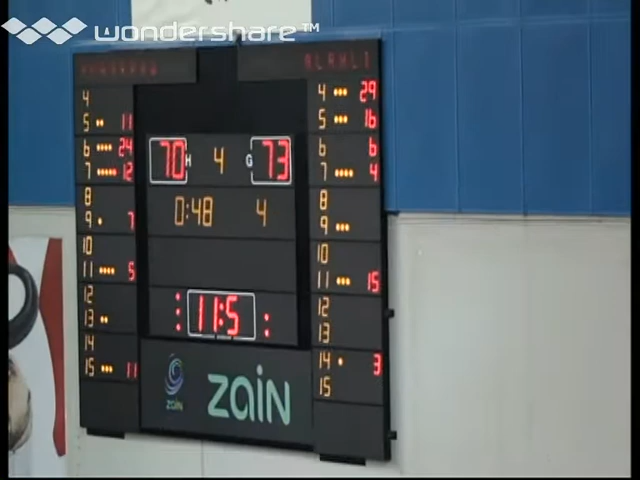 wondershare™
ALAHLI
4 4 29
5 11 5 16
6 24 70 H 4 G 73 6 6
7 12 7 4
8 0:48 4 8
9 7 9
10 10
11 5 11 15
12 11:5 12
13 13
14 14 3
15 11 15
zain
zain